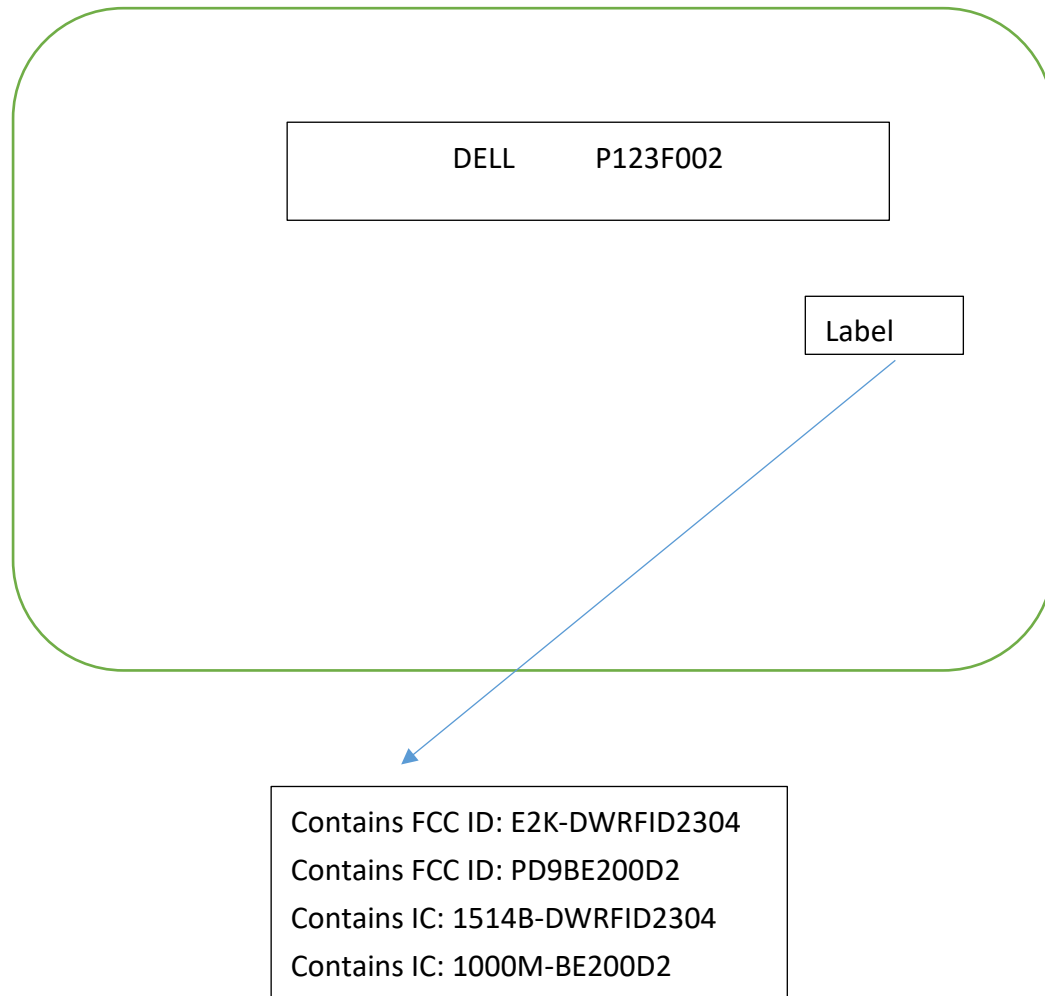 DELL P123F002
Label
Contains FCC ID: E2K-DWRFID2304
Contains FCC ID: PD9BE200D2
Contains IC: 1514B-DWRFID2304
Contains IC: 1000M-BE200D2